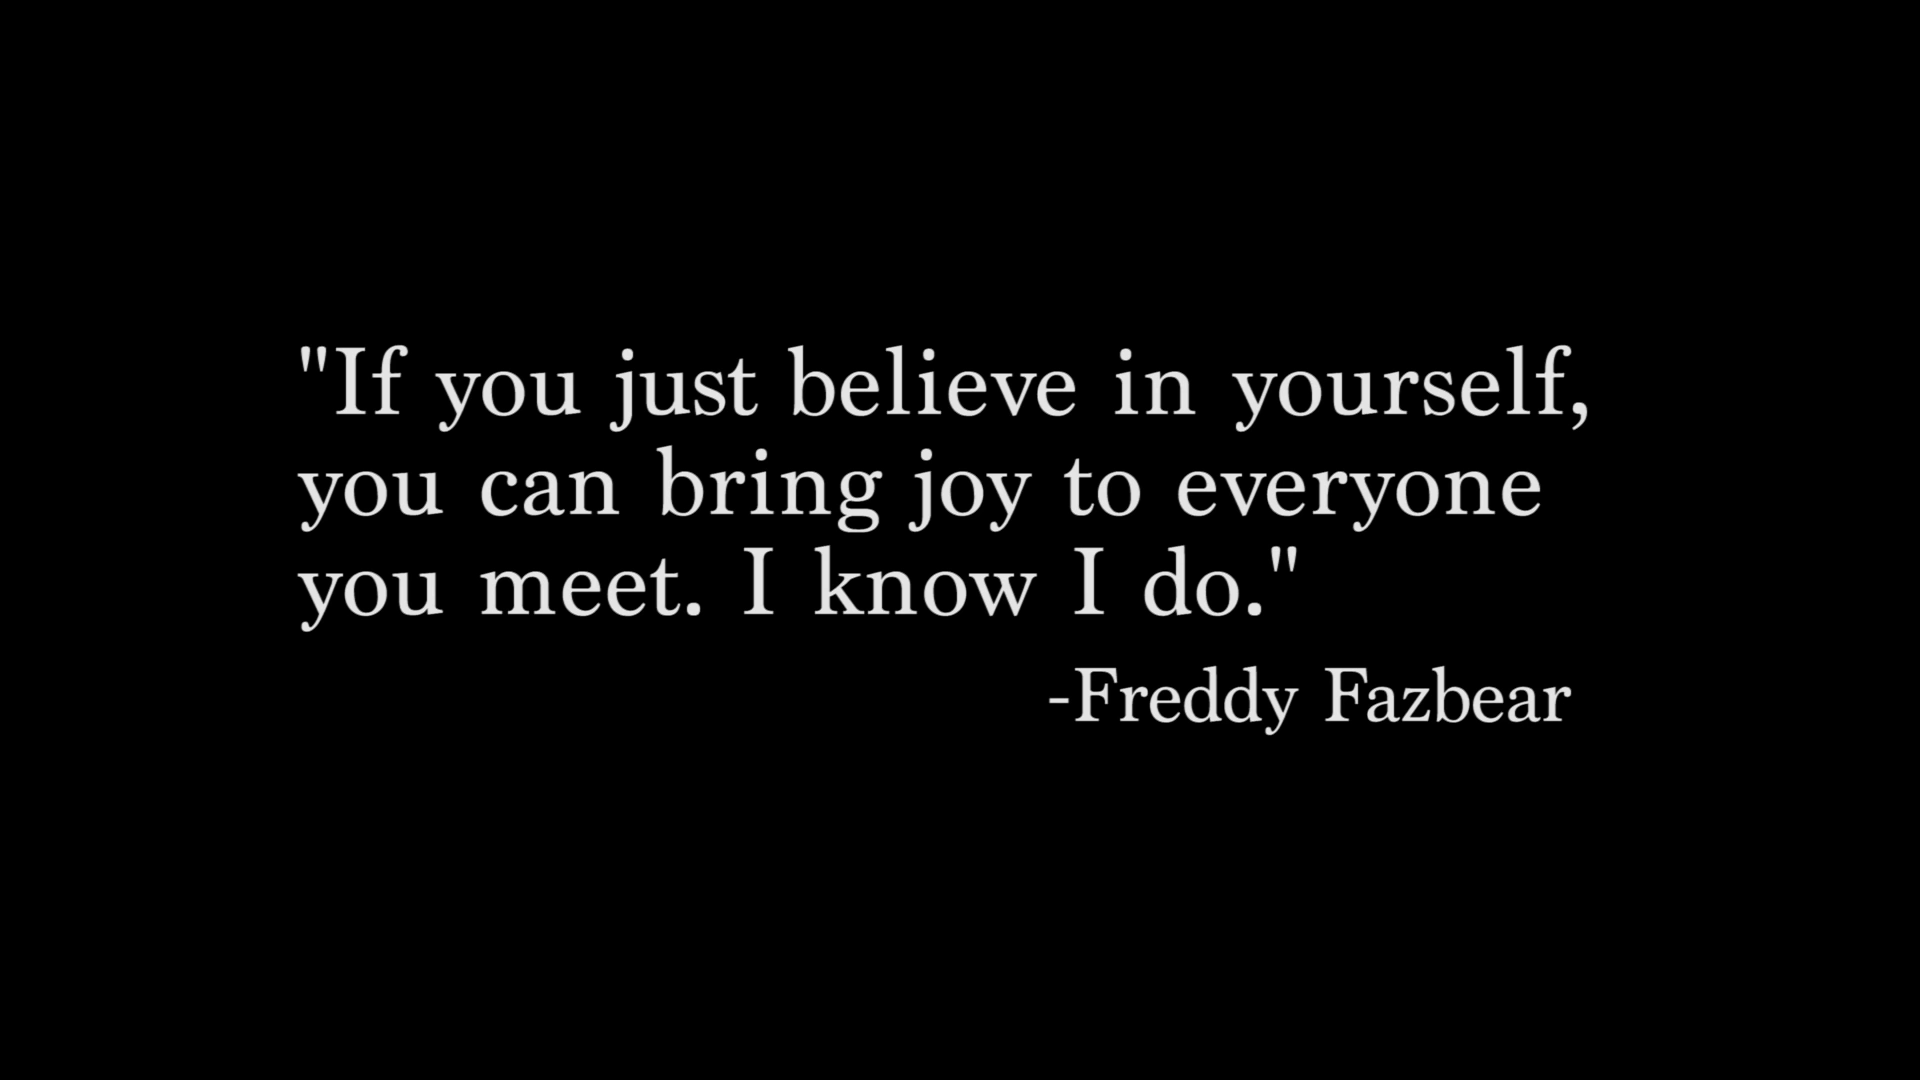 "If you just believe in yourself,
you can bring joy to everyone
you meet. I know I do."
-Freddy Fazbear